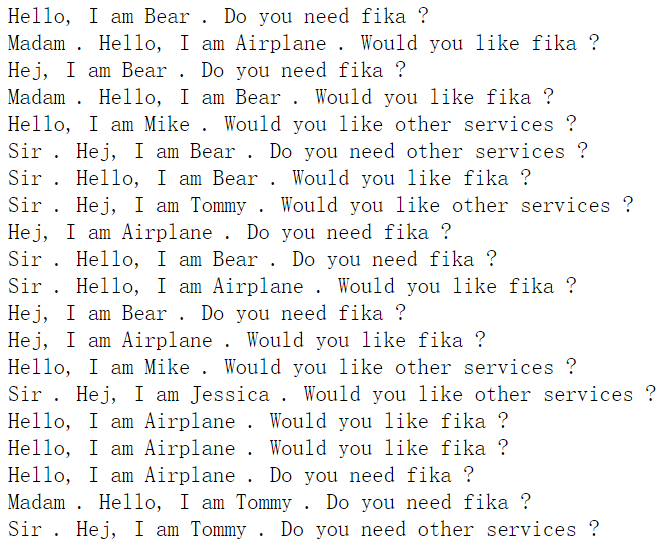 Hello, I am Bear . Do you need fika ?
Madam . Hello, I am Airplane . Would you like fika ?
Hej, I am Bear . Do you need fika ?
Madam . Hello, I am Bear . Would you like fika ?
Hello, I am Mike . Would you like other services ?
Sir . Hej, I am Bear . Do you need other services ?
Sir . Hello, I am Bear . Would you like fika ?
Sir . Hej, I am Tommy . Would you like other services ?
Hej, I am Airplane . Do you need fika ?
Sir . Hello, I am Bear . Do you need fika ?
Sir . Hello, I am Airplane . Would you like fika ?
Hej, I am Bear . Do you need fika ?
Hej, I am Airplane . Would you like fika ?
Hello, I am Mike . Would you like other services ?
Sir . Hej, I am Jessica . Would you like other services ?
Hello, I am Airplane . Would you like fika ?
Hello, I am Airplane . Would you like fika ?
Hello, I am Airplane . Do you need fika ?
Madam . Hello, I am Tommy . Do you need fika ?
Sir . Hej, I am Tommy . Do you need other services ?